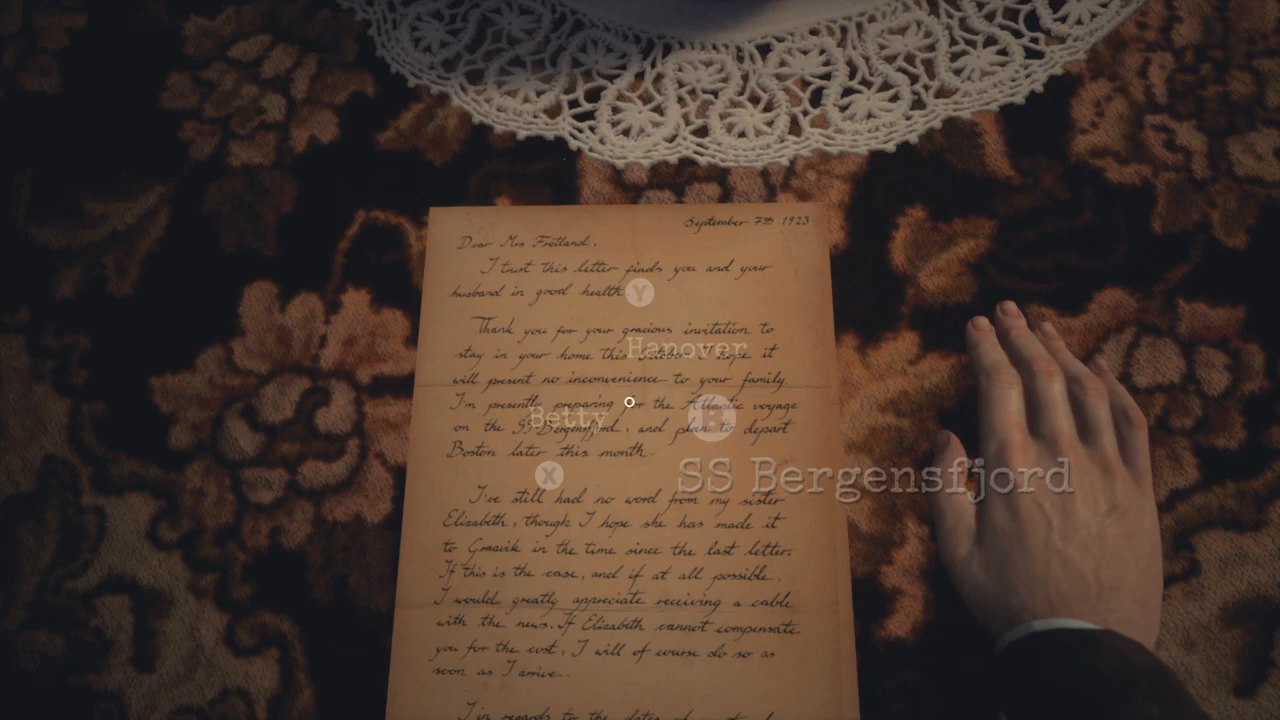 September 7th 1923
Dear Mrs Fretland,
I trust this letter finds you and your
husband in good health.
Y
Thank you for your gracious invitation to
Hanover
stay in your home this October. I hope it
will present no inconvenience to your family
I'm presently preparing for the Atlantic voyage
Betty
B
on the SS Bergensfjord, and plan to depart
Boston later this month.
X
SS Bergensfjord
I've still had no word from my sister
Elizabeth, though I hope she has made it
to Gravik in the time since the last letter.
If this is the case, and if at all possible,
I would greatly appreciate receiving a cable
with the news. If Elizabeth cannot compensate
you for the cost, I will of course do so as
soon as I arrive.
I'm regards to the dates